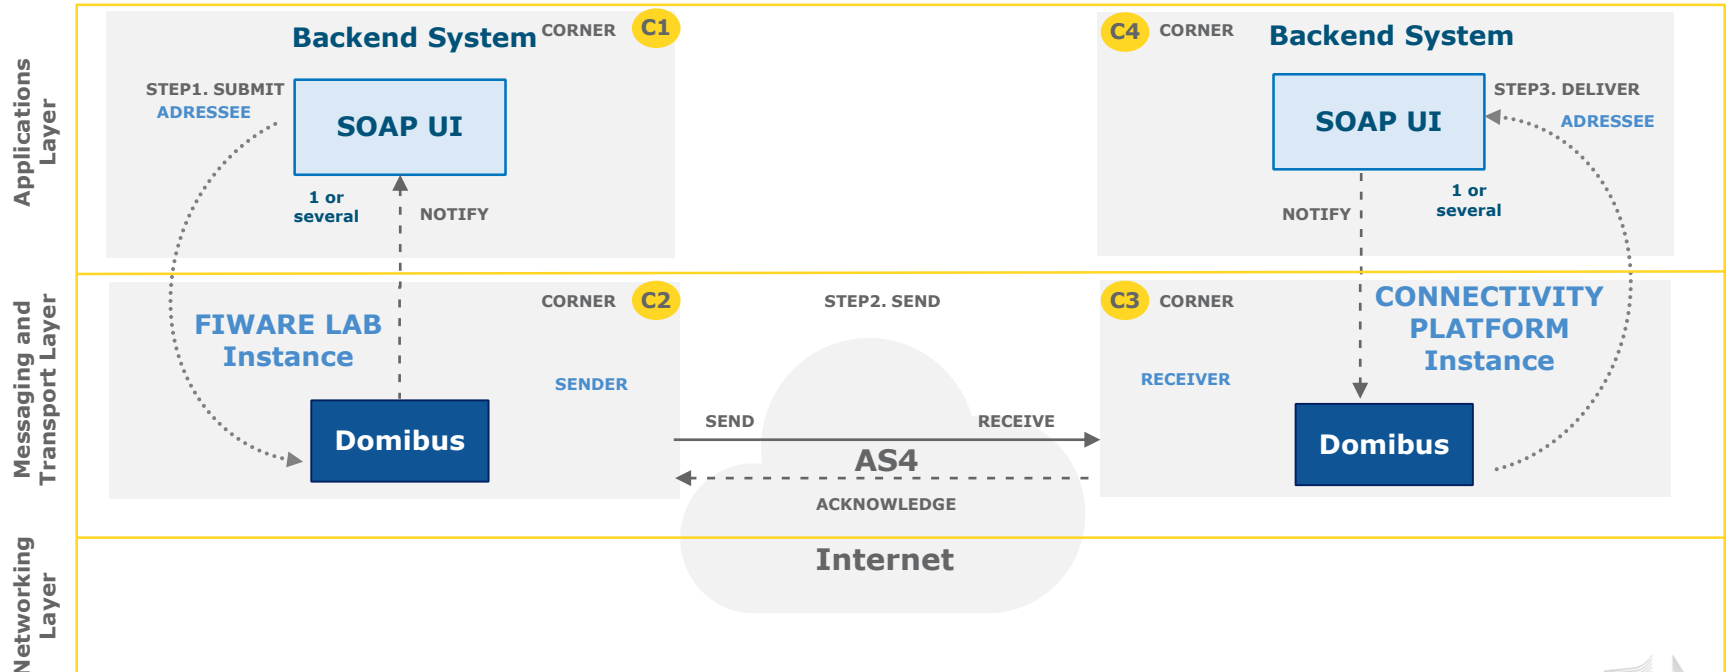 Applications
Layer
Backend System
CORNER
C1
STEP1. SUBMIT
ADRESSEE
SOAP UI
1 or
several
NOTIFY
C4
CORNER
Backend System
STEP3. DELIVER
ADRESSEE
SOAP UI
NOTIFY
1 or
several
Messaging and
Transport Layer
CORNER
C2
FIWARE LAB
Instance
SENDER
Domibus
STEP2. SEND
SEND
RECEIVE
AS4
ACKNOWLEDGE
C3
CORNER
CONNECTIVITY
PLATFORM
Instance
RECEIVER
Domibus
Networking
Layer
Internet